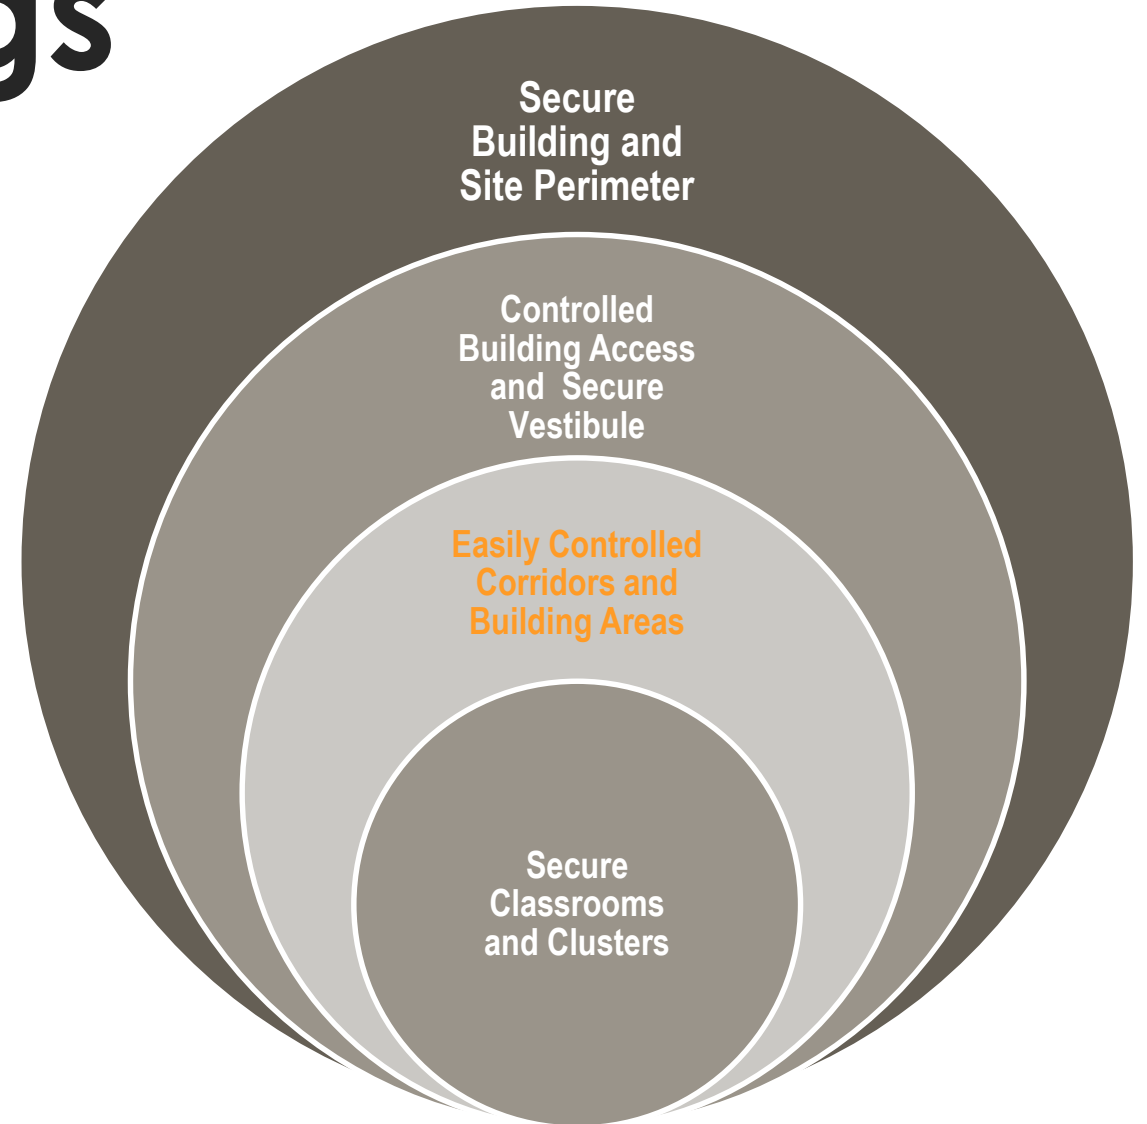 gs
Secure
Building and
Site Perimeter
Controlled
Building Access
and  Secure
Vestibule
Easily Controlled
Corridors and
Building Areas
Secure
Classrooms
and Clusters